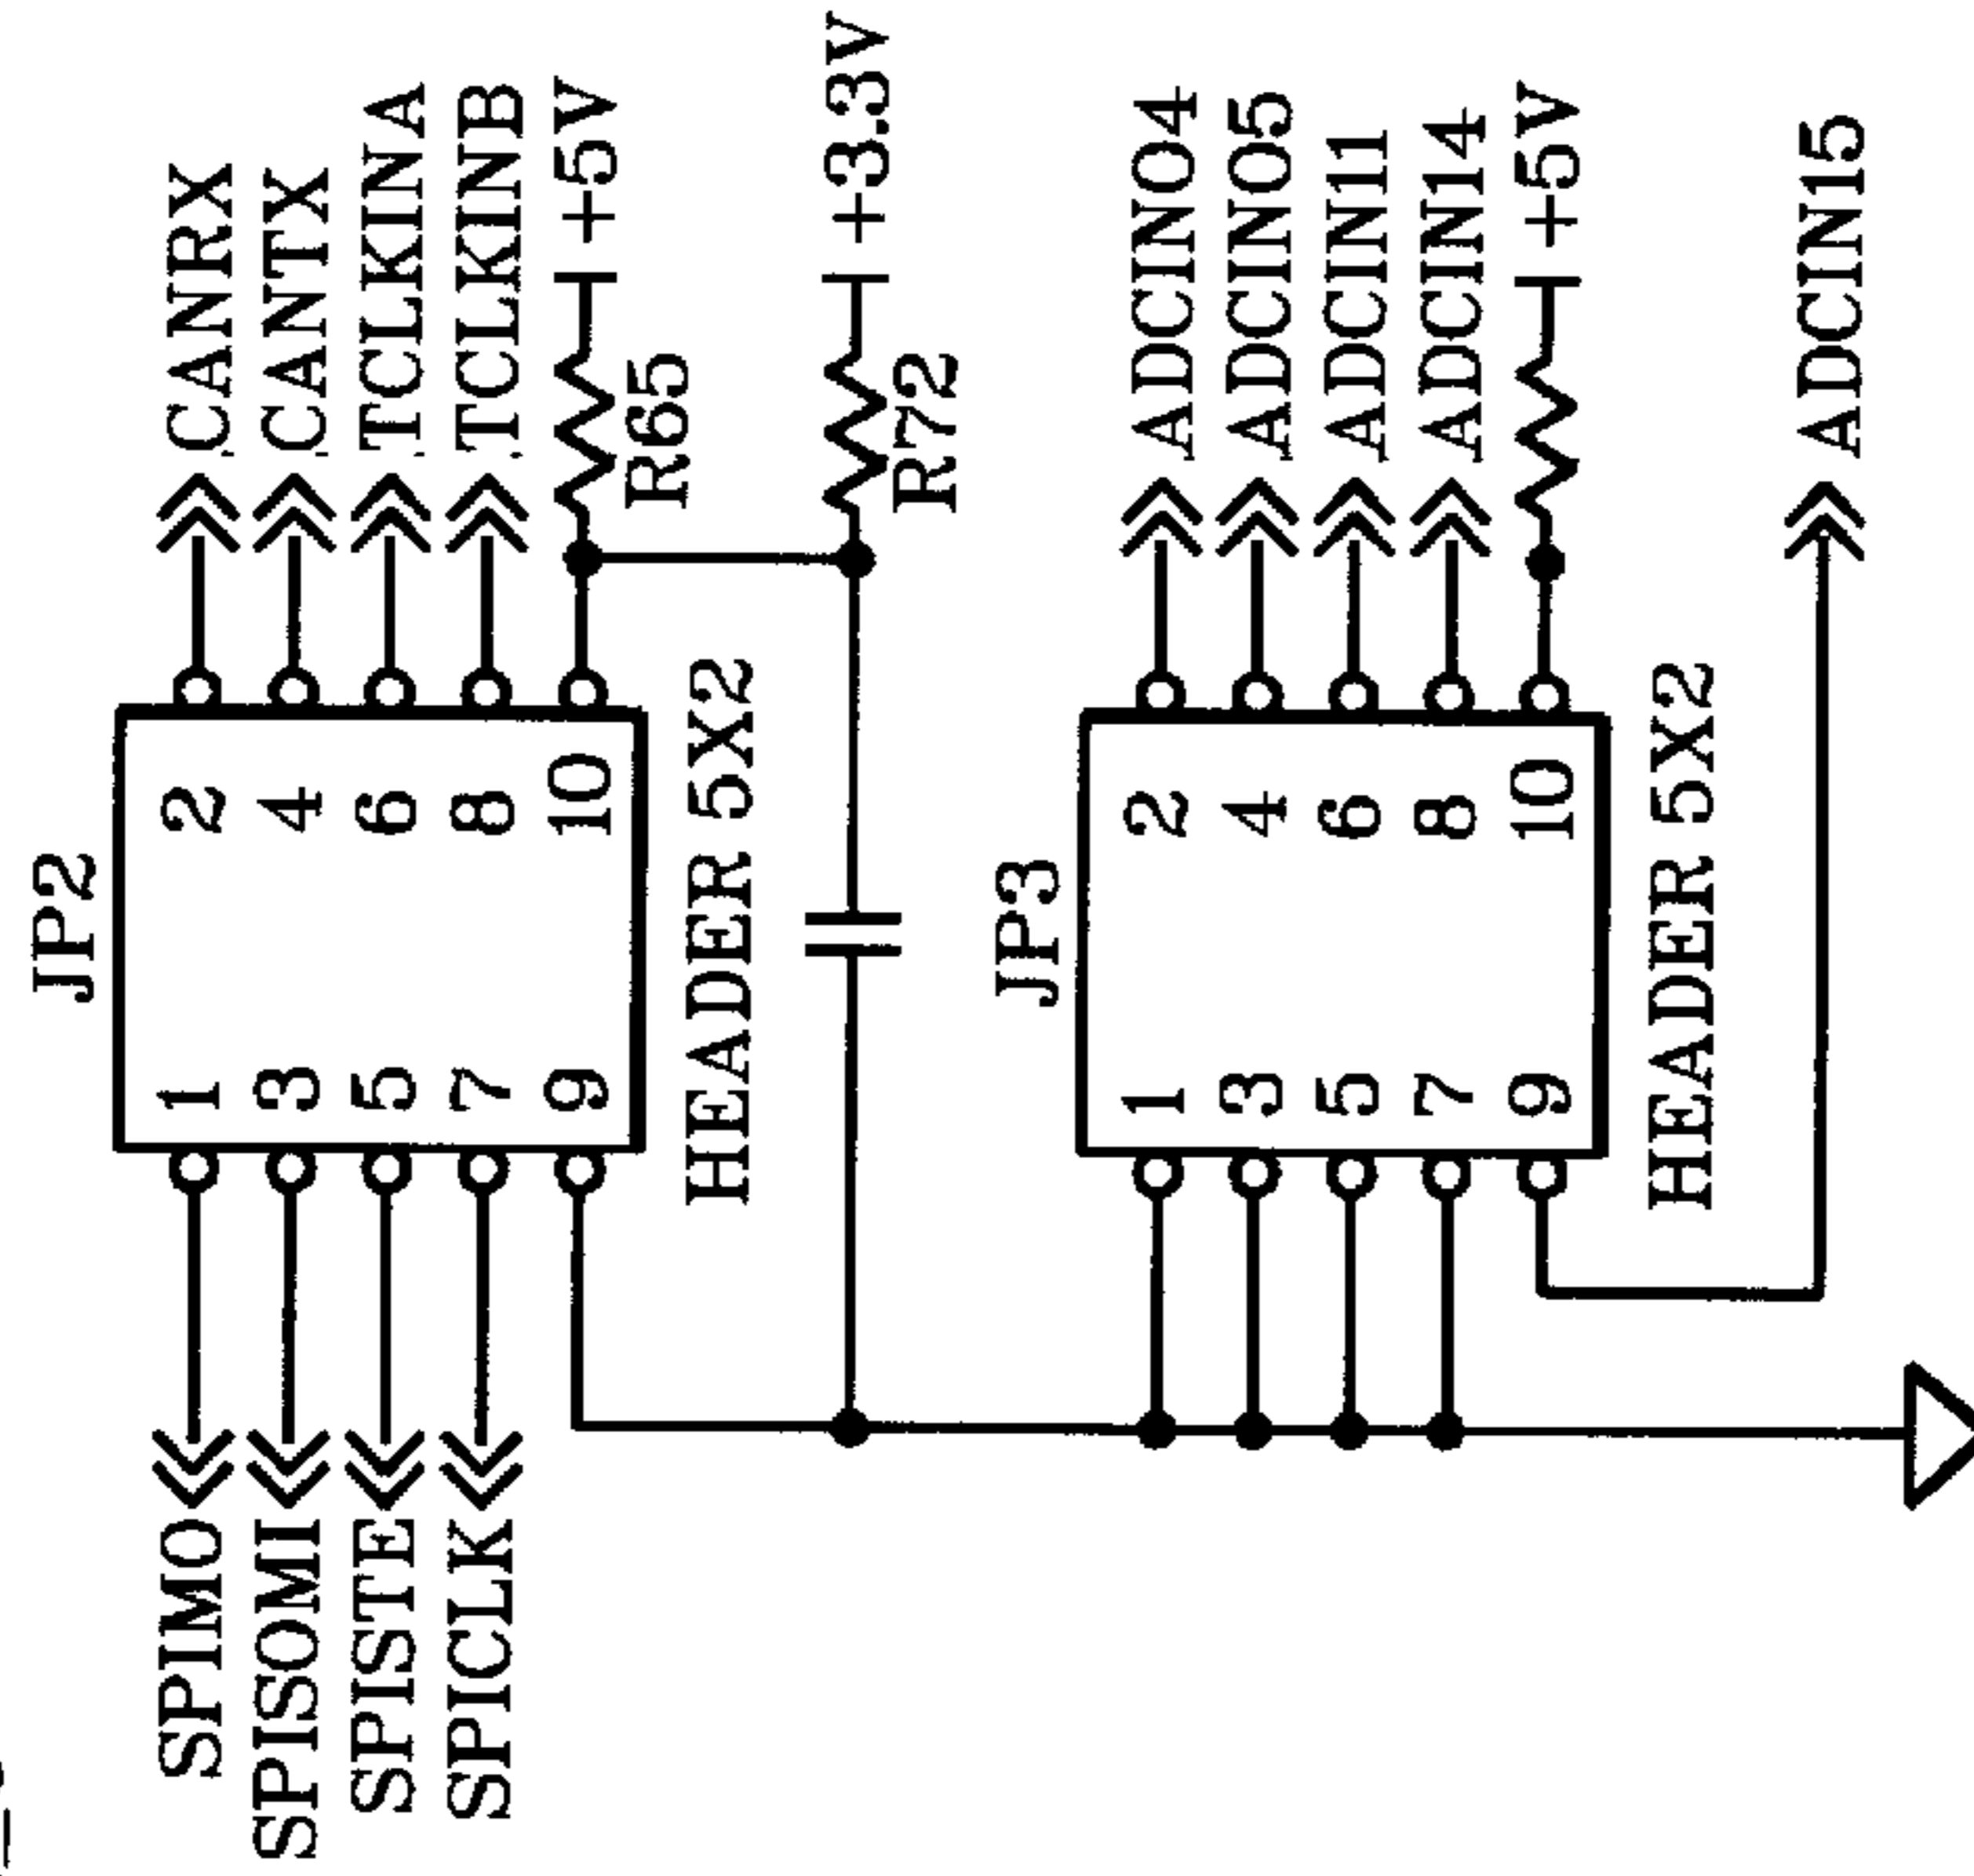 JP2
SPIMO 1 2 CANRX
SPISOMI 3 4 CANTX
SPISTE 5 6 TCLKINA
SPICLK 7 8 TCLKINB
9 10 +5V
R65
HEADER 5X2
+3.3V
R72
JP3
1 2 ADCINO4
3 4 ADCINO5
5 6 ADCIN11
7 8 ADCIN14
9 10 +5V
HEADER 5X2
ADCIN15